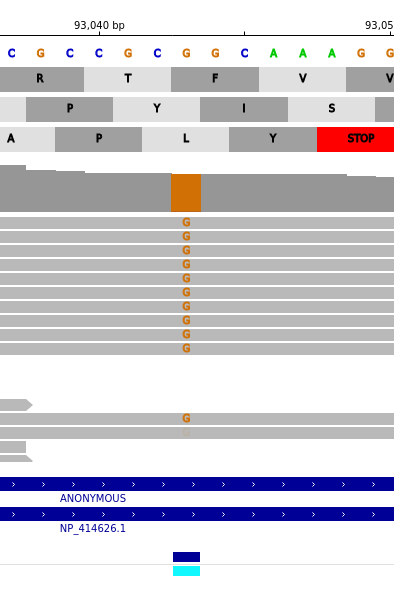 93,040 bp 93,05
C G C C G C G G C A A A G G
R T F V V
P Y I S
A P L Y STOP
G
G
G
G
G
G
G
G
G
G
G
G
ANONYMOUS
NP_414626.1